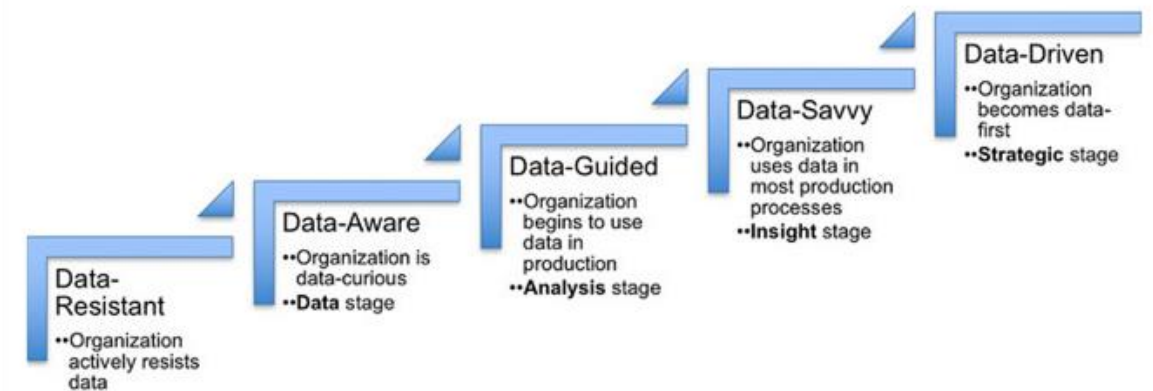 Data-
Resistant
••Organization
actively resists
data
Data-Aware
••Organization is
data-curious
••Data stage
Data-Guided
••Organization
begins to use
data in
production
••Analysis stage
Data-Savvy
••Organization
uses data in
most production
processes
••Insight stage
Data-Driven
••Organization
becomes data-
first
••Strategic stage